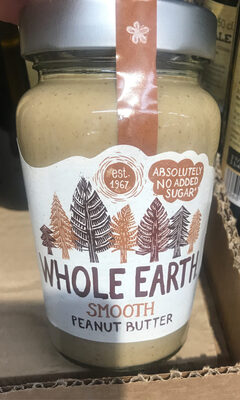 est.
1967
ABSOLUTELY
NO ADDED
SUGAR*
WHOLE EARTH
SMOOTH
PEANUT BUTTER